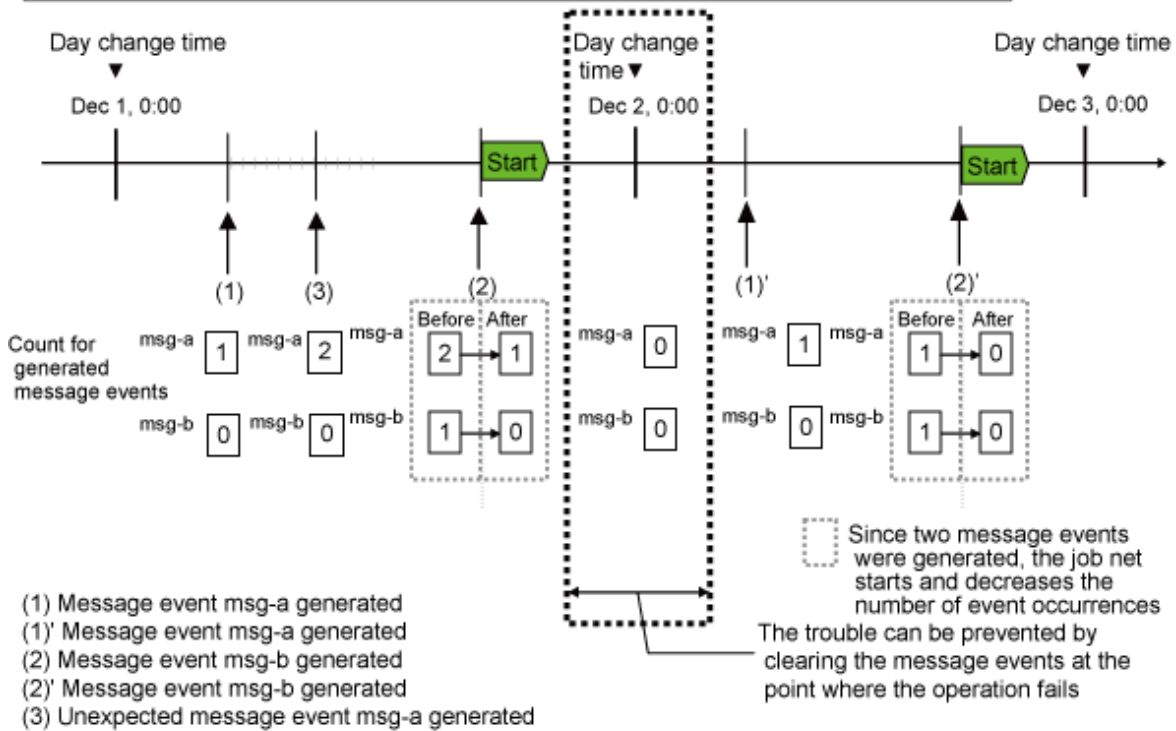 Day change time
Day change
time
Day change time
Dec 1, 0:00
Dec 2, 0:00
Dec 3, 0:00
Start
Start
(1)
(3)
(2)
(1)'
(2)'
Count for
generated
message events
msg-a 1
msg-a 2
msg-a
Before After
2 1
0
msg-a 1
msg-a
Before After
1 0
msg-b 0
msg-b 0
msg-b
1 0
msg-a
msg-b 0
msg-b 0
msg-b
1 0
Since two message events
were generated, the job net
starts and decreases the
number of event occurrences
The trouble can be prevented by
clearing the message events at the
point where the operation fails
(1) Message event msg-a generated
(1)' Message event msg-a generated
(2) Message event msg-b generated
(2)' Message event msg-b generated
(3) Unexpected message event msg-a generated